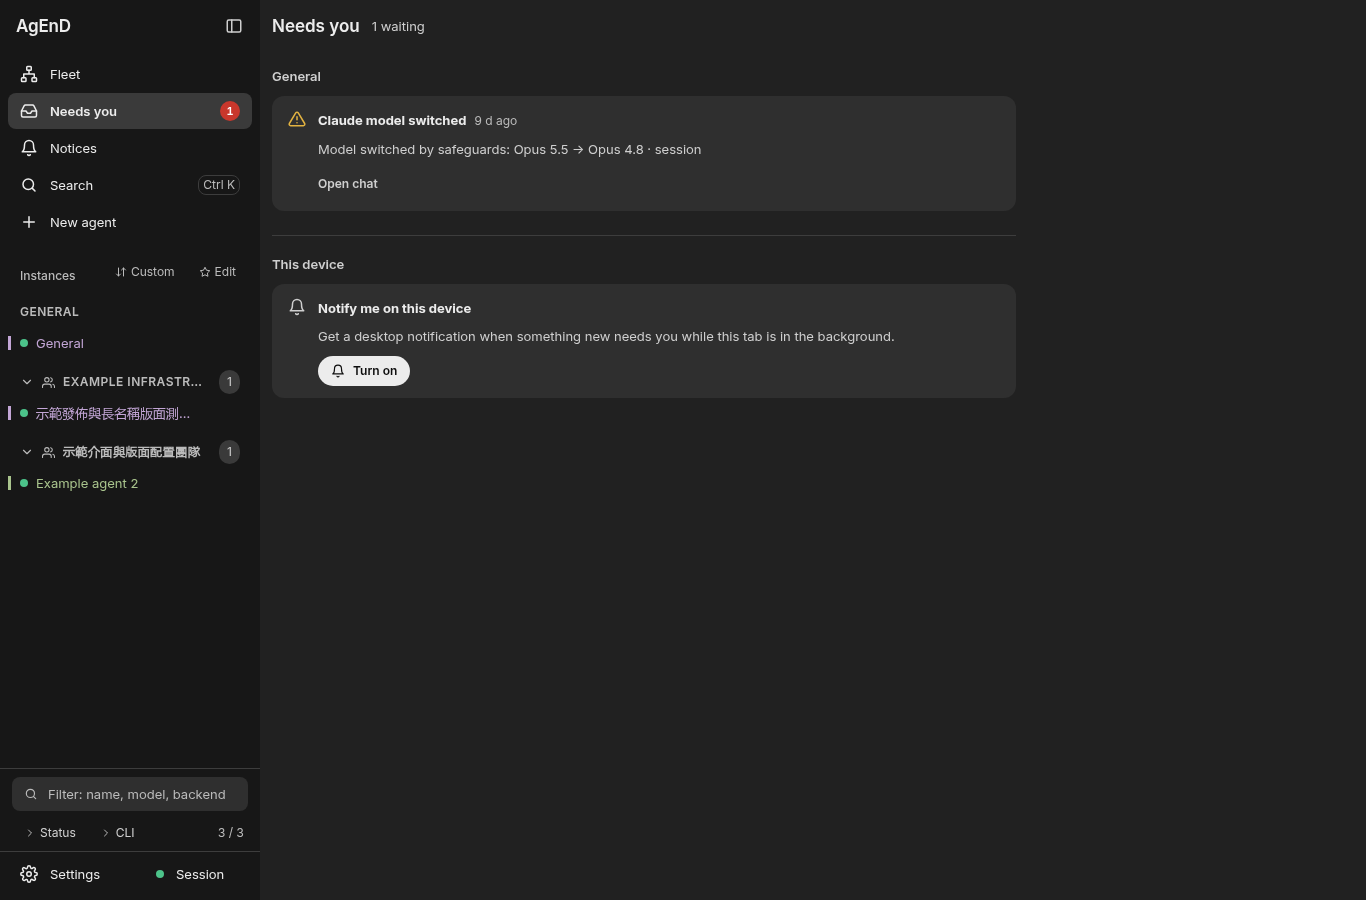 AgEnD
Fleet
Needs you 1
Notices
Search Ctrl K
New agent
Instances Custom Edit
GENERAL
General
EXAMPLE INFRASTR... 1
示範發佈與長名稱版面測...
示範介面與版面配置團隊 1
Example agent 2
Filter: name, model, backend
Status CLI 3 / 3
Settings Session
Needs you 1 waiting
General
Claude model switched 9 d ago
Model switched by safeguards: Opus 5.5 → Opus 4.8 · session
Open chat
This device
Notify me on this device
Get a desktop notification when something new needs you while this tab is in the background.
Turn on